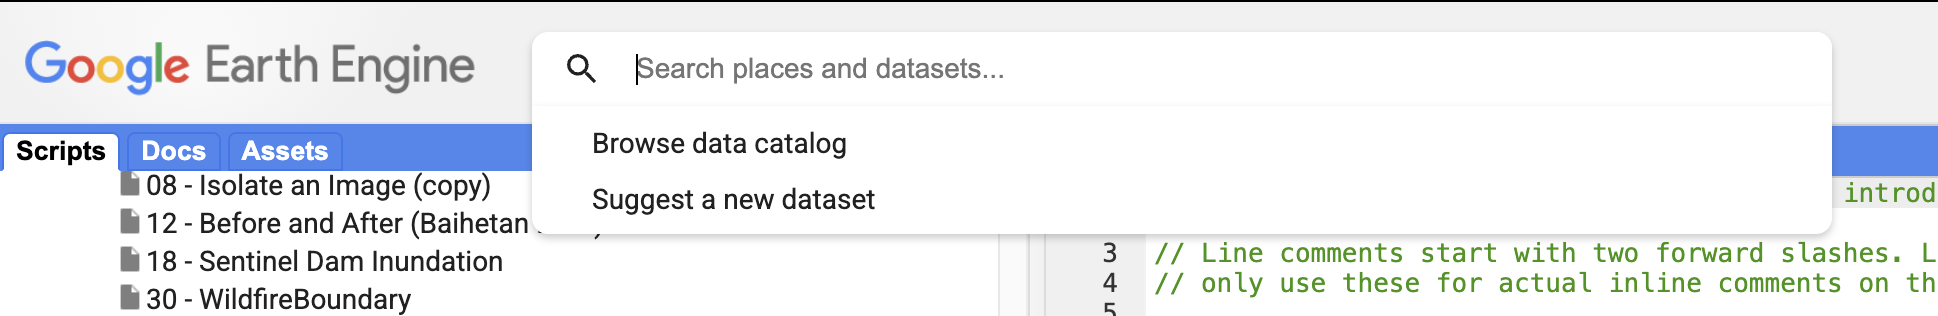 Google Earth Engine
Search places and datasets...
Browse data catalog
Suggest a new dataset
Scripts
Docs
Assets
08 - Isolate an Image (copy)
12 - Before and After (Baihetan
18 - Sentinel Dam Inundation
30 - WildfireBoundary
introd
3 // Line comments start with two forward slashes. L
4 // only use these for actual inline comments on th
5